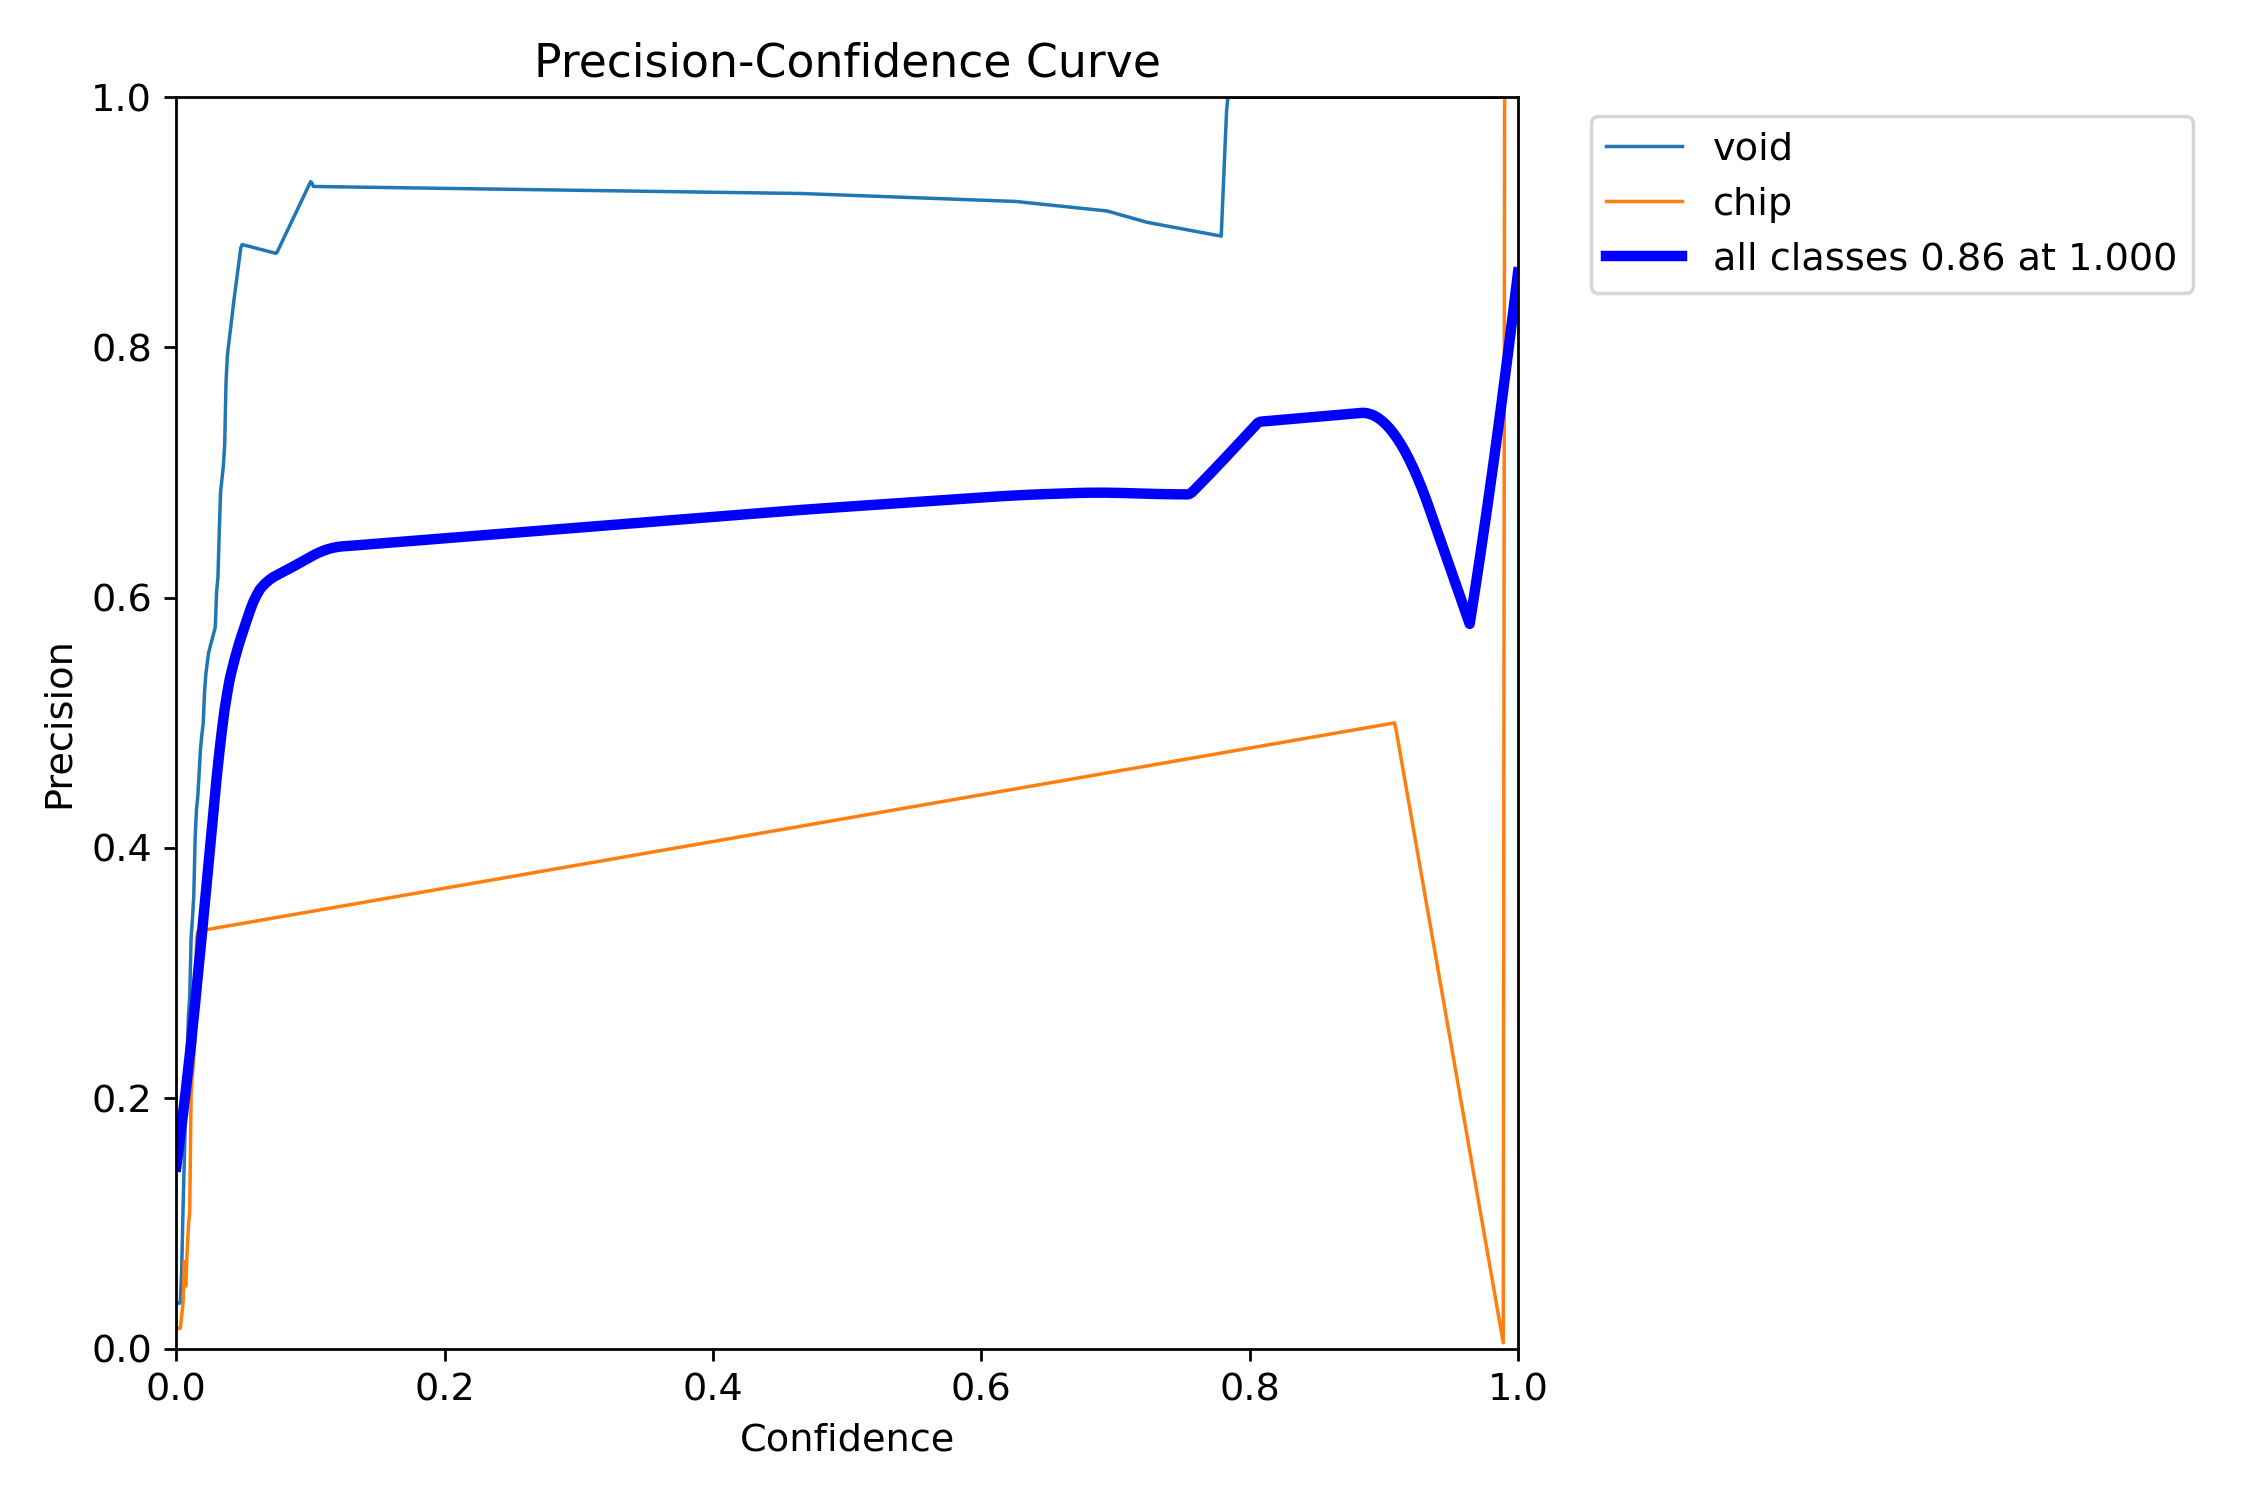 Precision-Confidence Curve
1.0
0.8
0.6
0.4
0.2
0.0
Precision
0.0 0.2 0.4 0.6 0.8 1.0
Confidence
void
chip
all classes 0.86 at 1.000